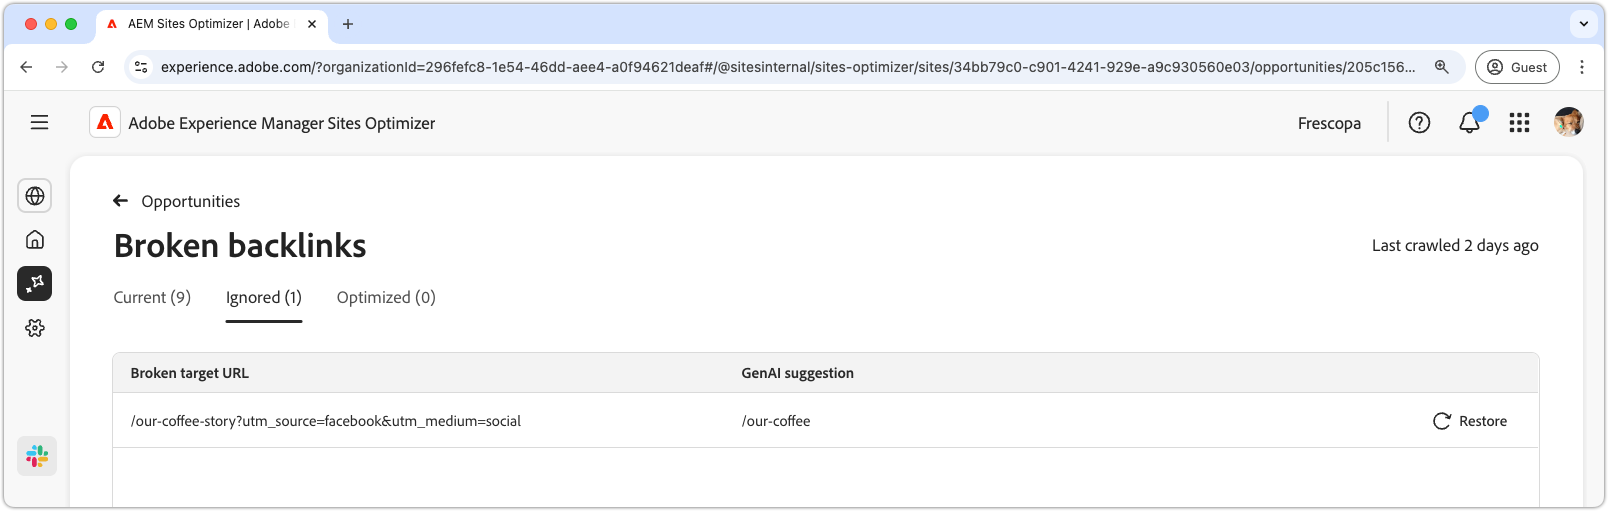 AEM Sites Optimizer | Adobe
experience.adobe.com/?organizationId=296fefc8-1e54-46dd-aee4-a0f94621deaf#/@sitesinternal/sites-optimizer/sites/34bb79c0-c901-4241-929e-a9c930560e03/opportunities/205c156...
Guest
Adobe Experience Manager Sites Optimizer
Frescopa
Opportunities
Broken backlinks
Last crawled 2 days ago
Current (9) Ignored (1) Optimized (0)
Broken target URL GenAI suggestion
/our-coffee-story?utm_source=facebook&utm_medium=social /our-coffee Restore